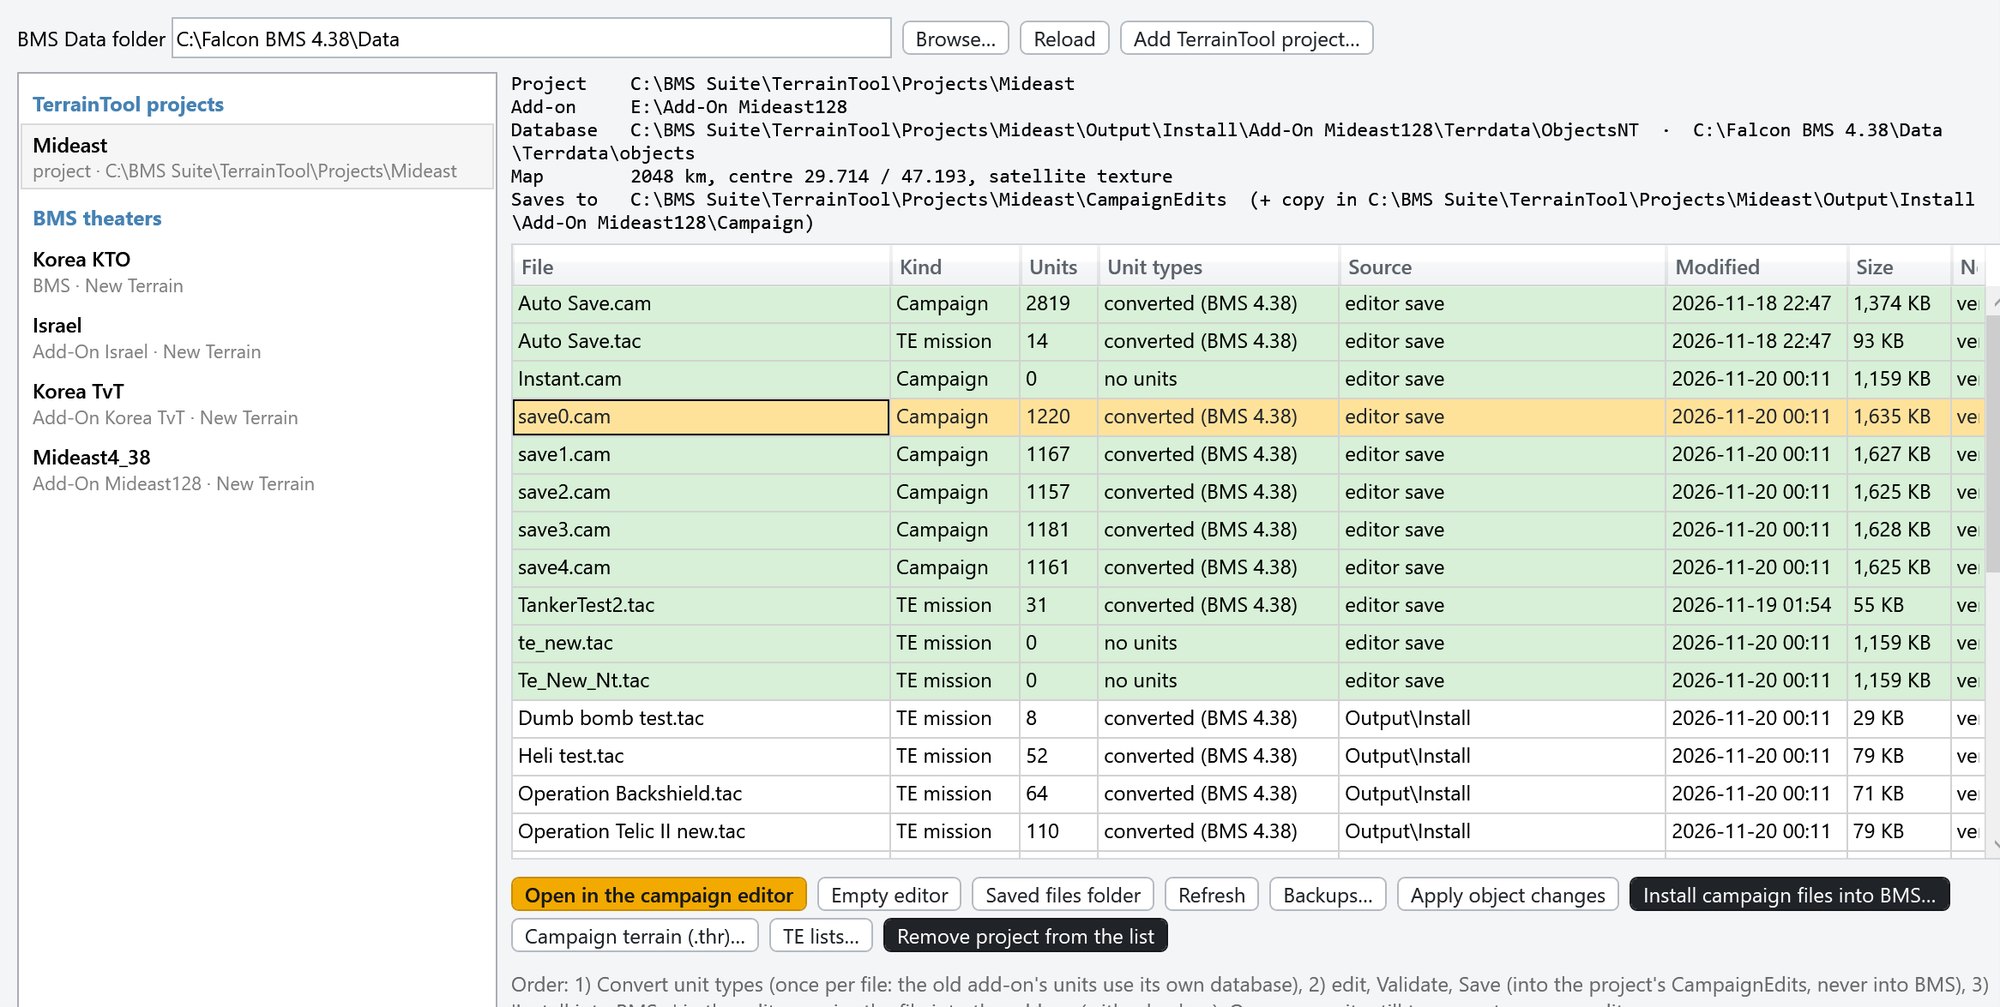 BMS Data folder C:\Falcon BMS 4.38\Data Browse... Reload Add TerrainTool project...
TerrainTool projects
Mideast
project · C:\BMS Suite\TerrainTool\Projects\Mideast
BMS theaters
Korea KTO
BMS · New Terrain
Israel
Add-On Israel · New Terrain
Korea TvT
Add-On Korea TvT · New Terrain
Mideast4_38
Add-On Mideast128 · New Terrain
Project C:\BMS Suite\TerrainTool\Projects\Mideast
Add-on E:\Add-On Mideast128
Database C:\BMS Suite\TerrainTool\Projects\Mideast\Output\Install\Add-On Mideast128\Terrdata\ObjectsNT · C:\Falcon BMS 4.38\Data
\Terrdata\objects
Map 2048 km, centre 29.714 / 47.193, satellite texture
Saves to C:\BMS Suite\TerrainTool\Projects\Mideast\CampaignEdits (+ copy in C:\BMS Suite\TerrainTool\Projects\Mideast\Output\Install
\Add-On Mideast128\Campaign)
File Kind Units Unit types Source Modified Size
Auto Save.cam Campaign 2819 converted (BMS 4.38) editor save 2026-11-18 22:47 1,374 KB
Auto Save.tac TE mission 14 converted (BMS 4.38) editor save 2026-11-18 22:47 93 KB
Instant.cam Campaign 0 no units editor save 2026-11-20 00:11 1,159 KB
save0.cam Campaign 1220 converted (BMS 4.38) editor save 2026-11-20 00:11 1,635 KB
save1.cam Campaign 1167 converted (BMS 4.38) editor save 2026-11-20 00:11 1,627 KB
save2.cam Campaign 1157 converted (BMS 4.38) editor save 2026-11-20 00:11 1,625 KB
save3.cam Campaign 1181 converted (BMS 4.38) editor save 2026-11-20 00:11 1,628 KB
save4.cam Campaign 1161 converted (BMS 4.38) editor save 2026-11-20 00:11 1,625 KB
TankerTest2.tac TE mission 31 converted (BMS 4.38) editor save 2026-11-19 01:54 55 KB
te_new.tac TE mission 0 no units editor save 2026-11-20 00:11 1,159 KB
Te_New_Nt.tac TE mission 0 no units editor save 2026-11-20 00:11 1,159 KB
Dumb bomb test.tac TE mission 8 converted (BMS 4.38) Output\Install 2026-11-20 00:11 29 KB
Heli test.tac TE mission 52 converted (BMS 4.38) Output\Install 2026-11-20 00:11 79 KB
Operation Backshield.tac TE mission 64 converted (BMS 4.38) Output\Install 2026-11-20 00:11 71 KB
Operation Telic II new.tac TE mission 110 converted (BMS 4.38) Output\Install 2026-11-20 00:11 79 KB
Open in the campaign editor Empty editor Saved files folder Refresh Backups... Apply object changes Install campaign files into BMS...
Campaign terrain (.thr)... TE lists... Remove project from the list
Order: 1) Convert unit types (once per file: the old add-on's units use its own database), 2) edit, Validate, Save (into the project's CampaignEdits, never into BMS), 3)